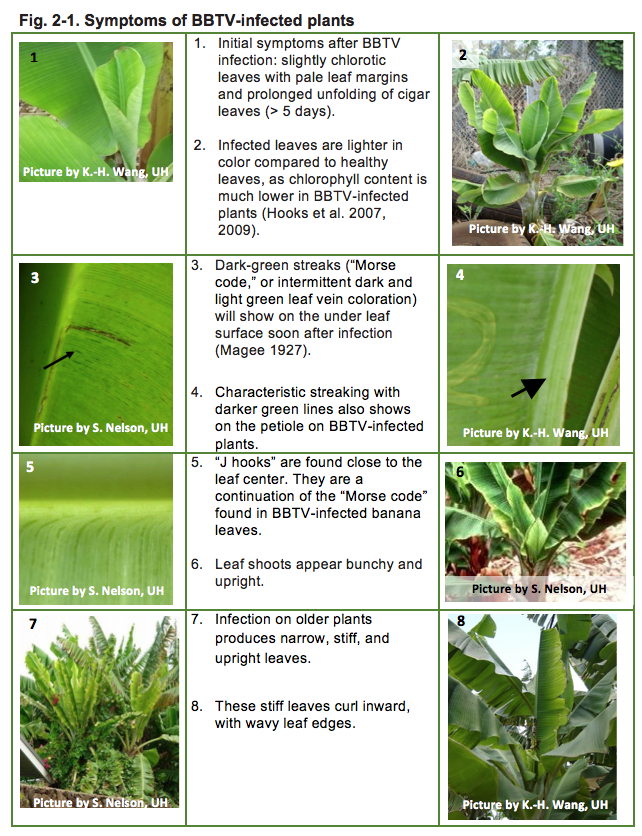 Fig. 2-1. Symptoms of BBTV-infected plants
1
Picture by K.-H. Wang, UH
1. Initial symptoms after BBTV
infection: slightly chlorotic
leaves with pale leaf margins
and prolonged unfolding of cigar
leaves (> 5 days).
2. Infected leaves are lighter in
color compared to healthy
leaves, as chlorophyll content is
much lower in BBTV-infected
plants (Hooks et al. 2007,
2009).
2
Picture by K.-H. Wang, UH
3
Picture by S. Nelson, UH
3. Dark-green streaks (“Morse
code,” or intermittent dark and
light green leaf vein coloration)
will show on the under leaf
surface soon after infection
(Magee 1927).
4. Characteristic streaking with
darker green lines also shows
on the petiole on BBTV-infected
plants.
4
Picture by K.-H. Wang, UH
5
Picture by S. Nelson, UH
5. “J hooks” are found close to the
leaf center. They are a
continuation of the “Morse code”
found in BBTV-infected banana
leaves.
6. Leaf shoots appear bunchy and
upright.
6
Picture by S. Nelson, UH
7
Picture by S. Nelson, UH
7. Infection on older plants
produces narrow, stiff, and
upright leaves.
8. These stiff leaves curl inward,
with wavy leaf edges.
8
Picture by K.-H. Wang, UH